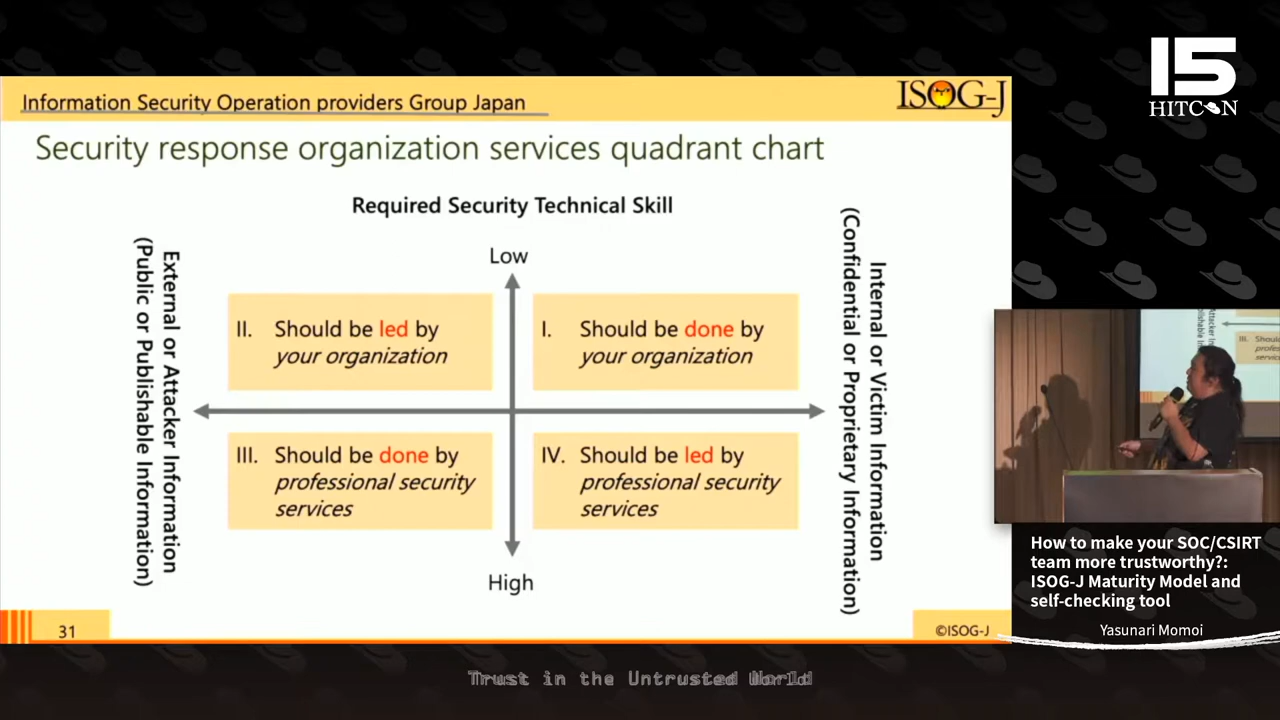 Information Security Operation providers Group Japan
ISOG-J
15
HITCON
Security response organization services quadrant chart
Required Security Technical Skill
Low
External or Attacker Information
(Public or Publishable Information)
II. Should be led by
your organization
I. Should be done by
your organization
Internal or Victim Information
(Confidential or Proprietary Information)
III. Should be done by
professional security
services
IV. Should be led by
professional security
services
High
31
©ISOG-J
How to make your SOC/CSIRT
team more trustworthy?:
ISOG-J Maturity Model and
self-checking tool
Yasunari Momoi
Trust in the Untrusted World